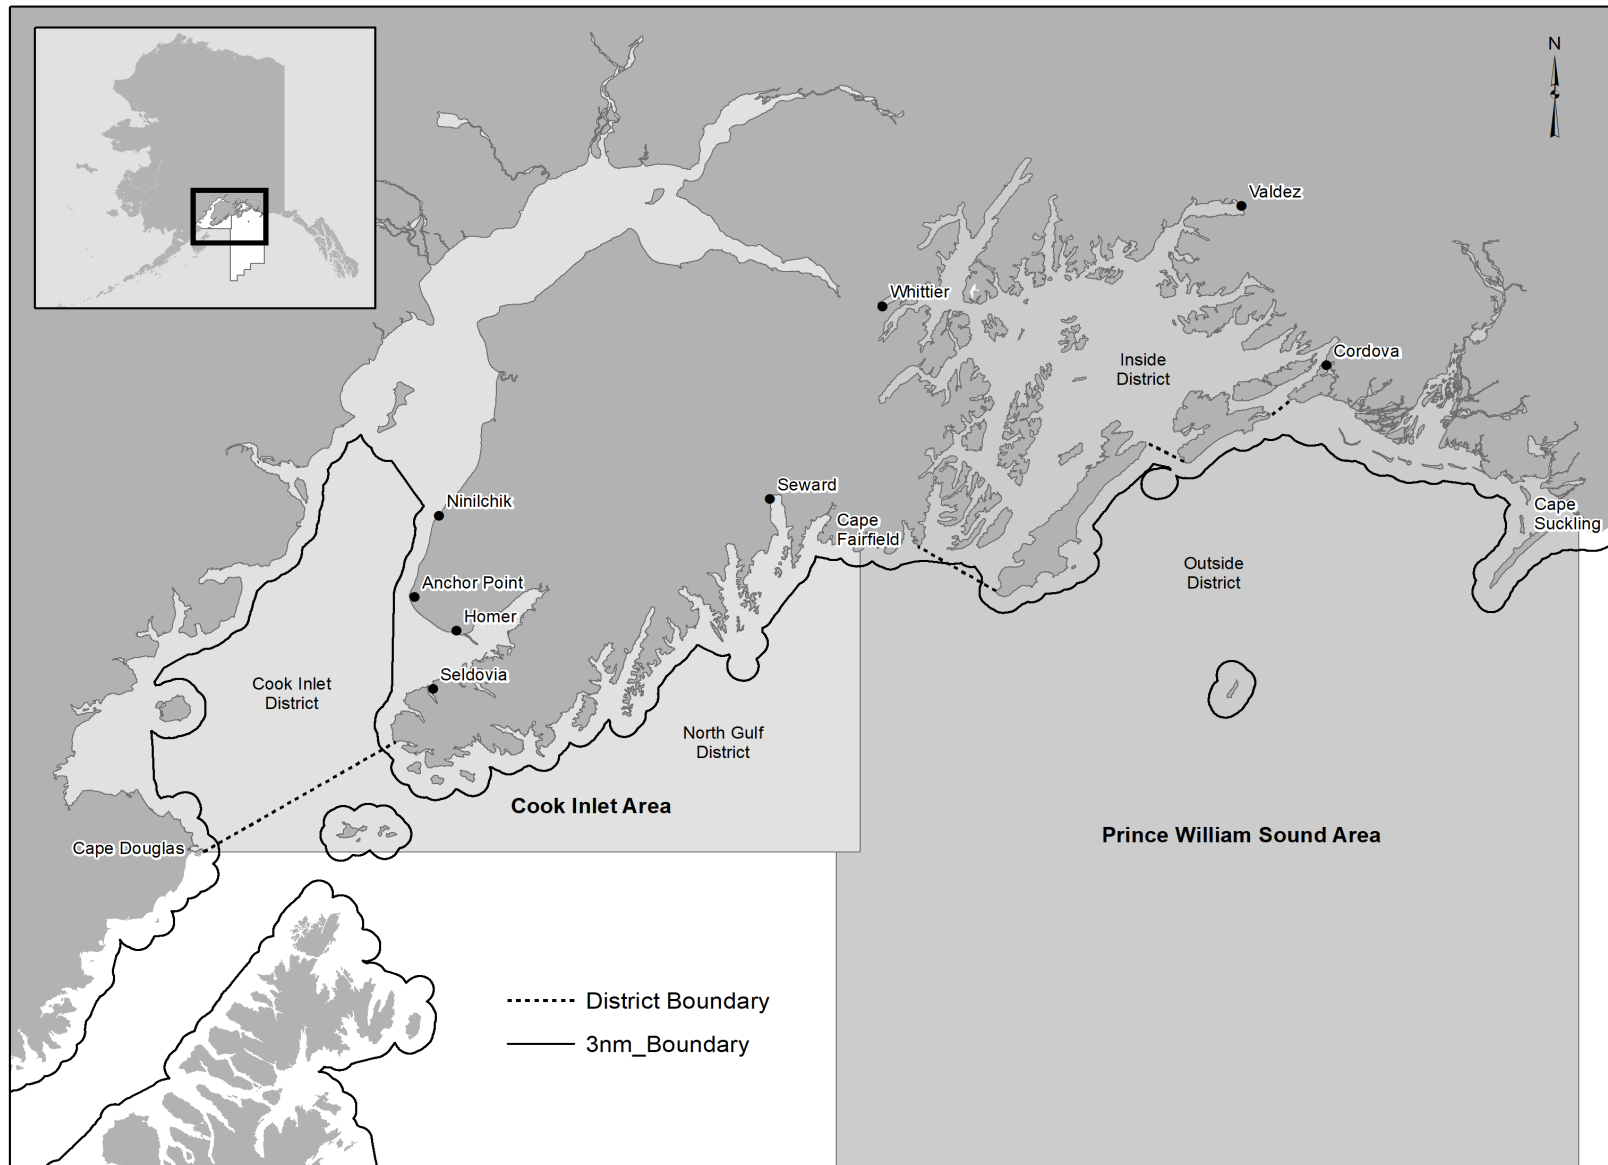 N
Valdez
Whittier
Cordova
Inside
District
Ninilchik
Seward
Cape
Fairfield
Cape
Suckling
Anchor Point
Homer
Outside
District
Seldovia
Cook Inlet
District
North Gulf
District
Cook Inlet Area
Prince William Sound Area
Cape Douglas
District Boundary
3nm_Boundary